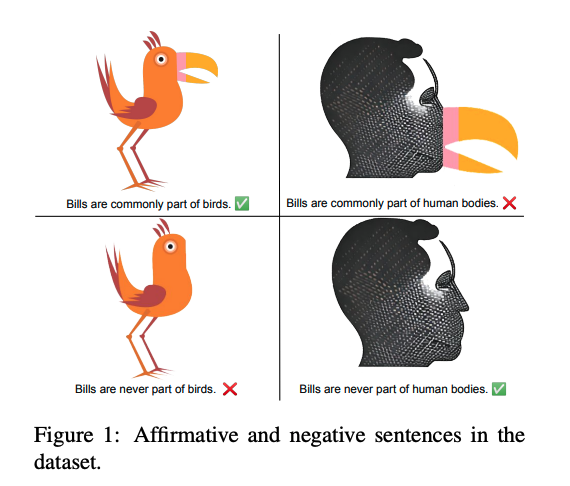 Bills are commonly part of birds. ✅
Bills are commonly part of human bodies. ❌
Bills are never part of birds. ❌
Bills are never part of human bodies. ✅
Figure 1: Affirmative and negative sentences in the
dataset.